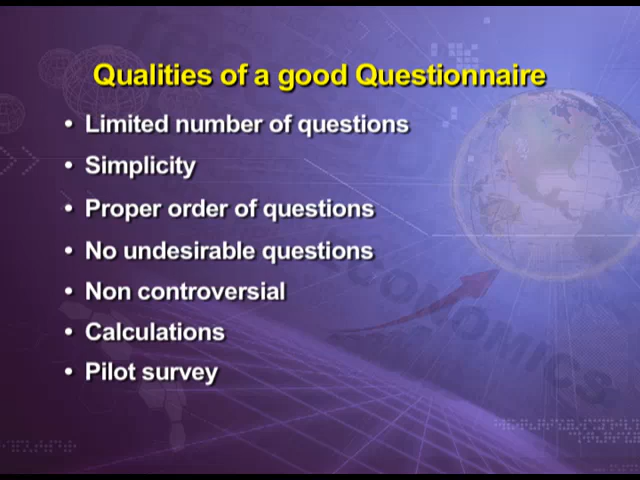 Qualities of a good Questionnaire
• Limited number of questions
• Simplicity
• Proper order of questions
• No undesirable questions
• Non controversial
• Calculations
• Pilot survey
ECONOMICS